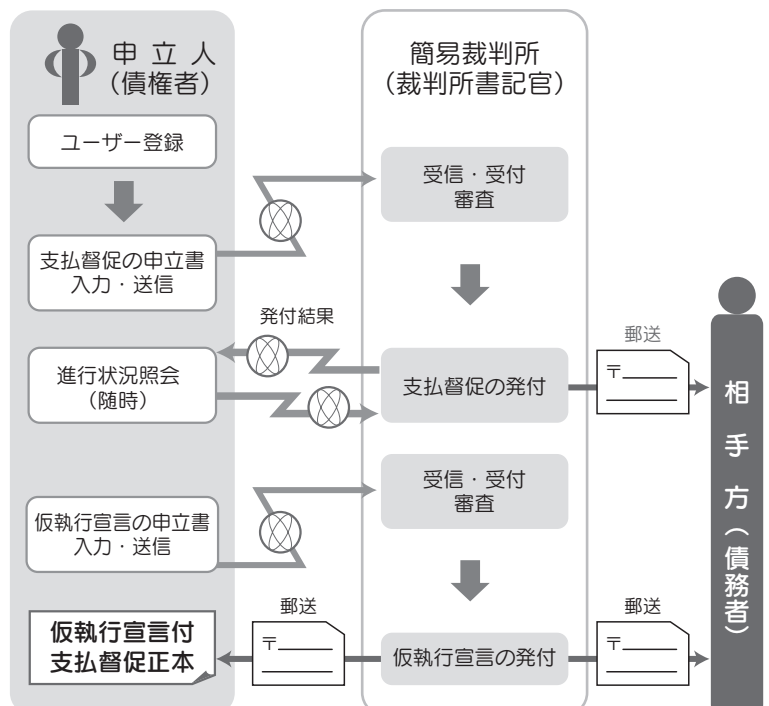 申立人
（債権者）
簡易裁判所
（裁判所書記官）
ユーザー登録
受信・受付
審査
支払督促の申立書
入力・送信
発付結果
郵送
進行状況照会
（随時）
支払督促の発付
〒
相手方（債務者）
受信・受付
審査
仮執行宣言の申立書
入力・送信
郵送
郵送
仮執行宣言付
支払督促正本
〒
仮執行宣言の発付
〒